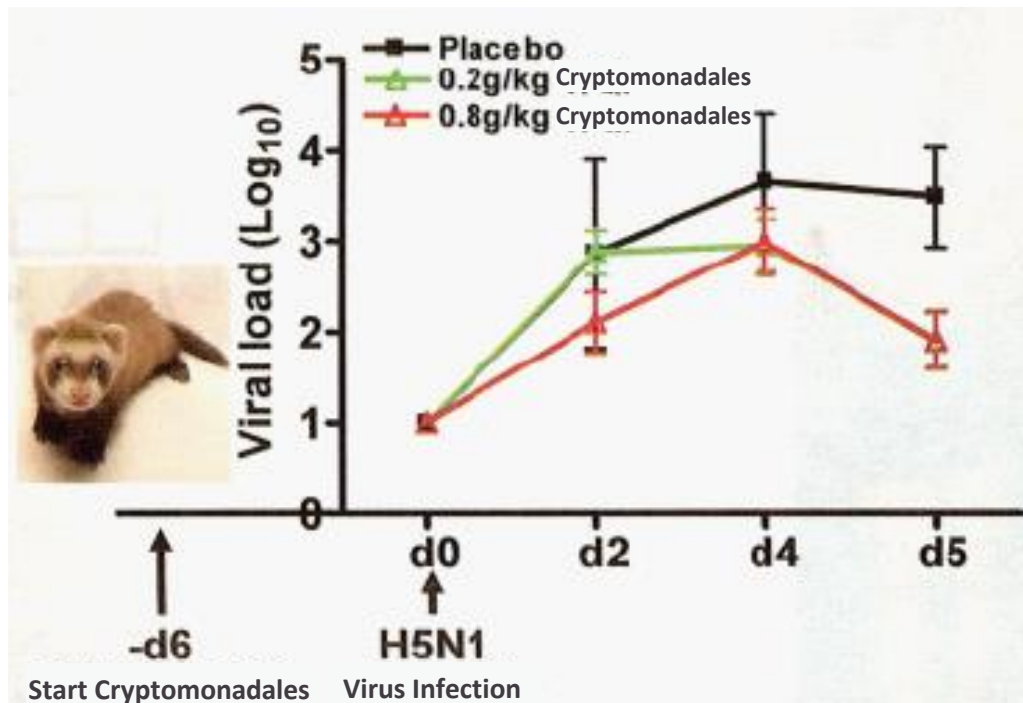 Placebo
0.2g/kg Cryptomonadales
0.8g/kg Cryptomonadales
Viral load (Log10)
5
4
3
2
1
0
d0 d2 d4 d5
-d6 H5N1
Start Cryptomonadales Virus Infection